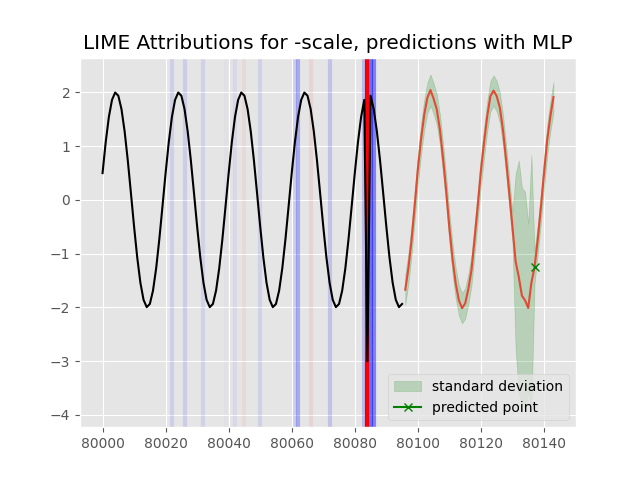 LIME Attributions for -scale, predictions with MLP
2
1
0
−1
−2
−3
−4
standard deviation
predicted point
80000 80020 80040 80060 80080 80100 80120 80140